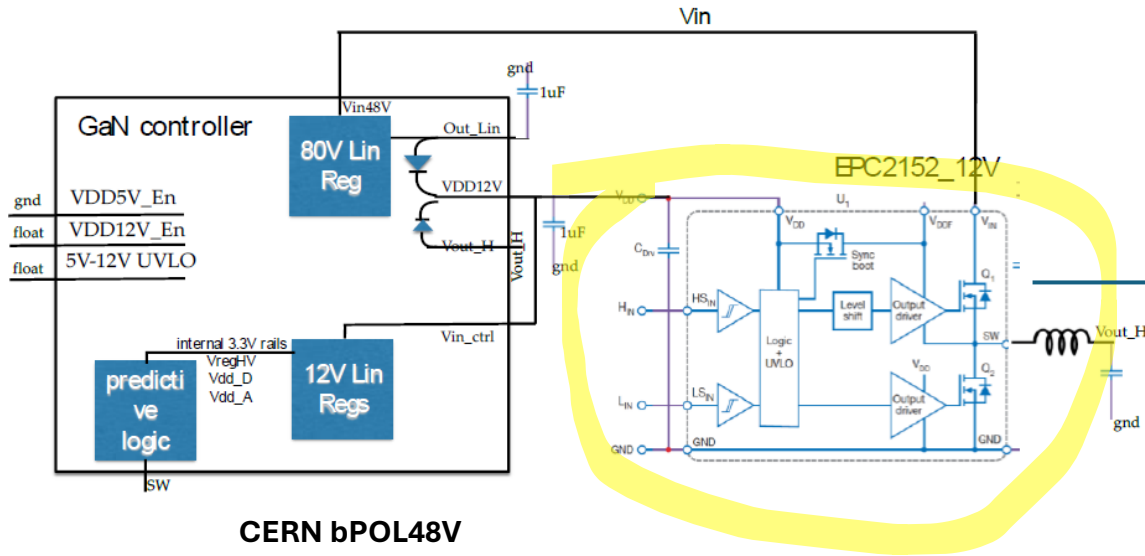 Vin
gnd
1uF
Vin48V
GaN controller
80V Lin
Reg
Out_Lin
VDD12V
Vout_H
Vout_H
gnd
VDD5V_En
float
VDD12V_En
float
5V-12V UVLO
1uF
gnd
Vin_ctrl
internal 3.3V rails
VregHV
Vdd_D
Vdd_A
predicti
ve
logic
12V Lin
Regs
SW
EPC2152_12V
U1
VDD
VDD
VIN
CDrv
Sync
boot
Q1
HIN
HSIN
Level
shift
Output
driver
Logic
+
UVLO
SW
Vout_H
VDD
Q2
LIN
LSIN
Output
driver
gnd
GND
GND
GND
CERN bPOL48V